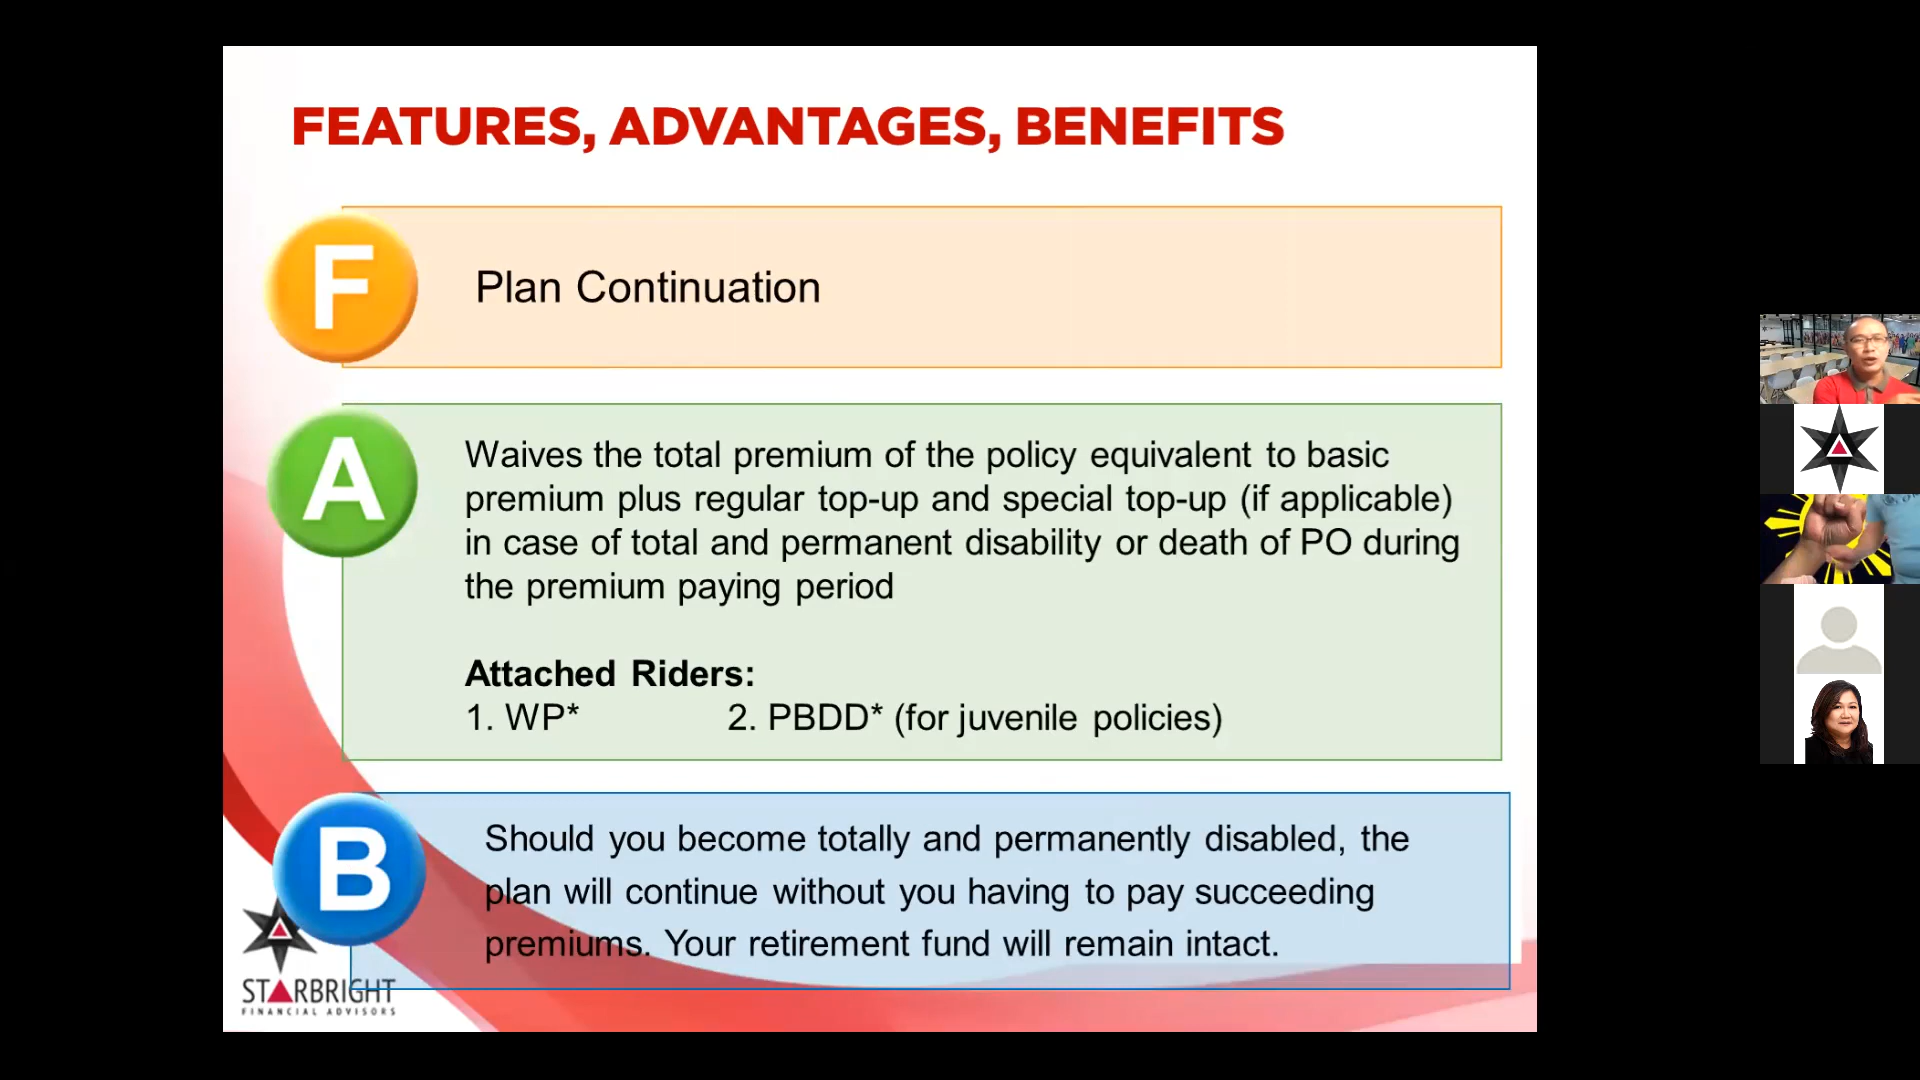 FEATURES, ADVANTAGES, BENEFITS
F
Plan Continuation
A
Waives the total premium of the policy equivalent to basic
premium plus regular top-up and special top-up (if applicable)
in case of total and permanent disability or death of PO during
the premium paying period
Attached Riders:
1. WP* 2. PBDD* (for juvenile policies)
B
Should you become totally and permanently disabled, the
plan will continue without you having to pay succeeding
premiums. Your retirement fund will remain intact.
STARBRIGHT
FINANCIAL ADVISORS